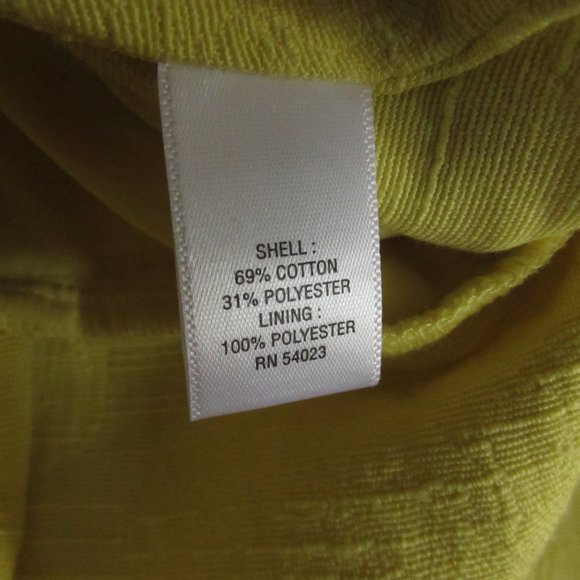 SHELL :
69% COTTON
31% POLYESTER
LINING :
100% POLYESTER
RN 54023